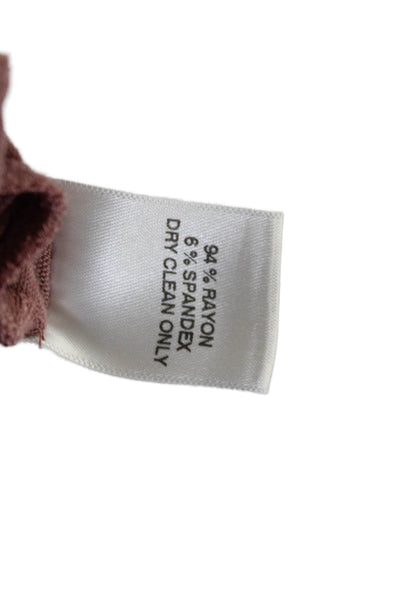 94 % RAYON
6 % SPANDEX
DRY CLEAN ONLY